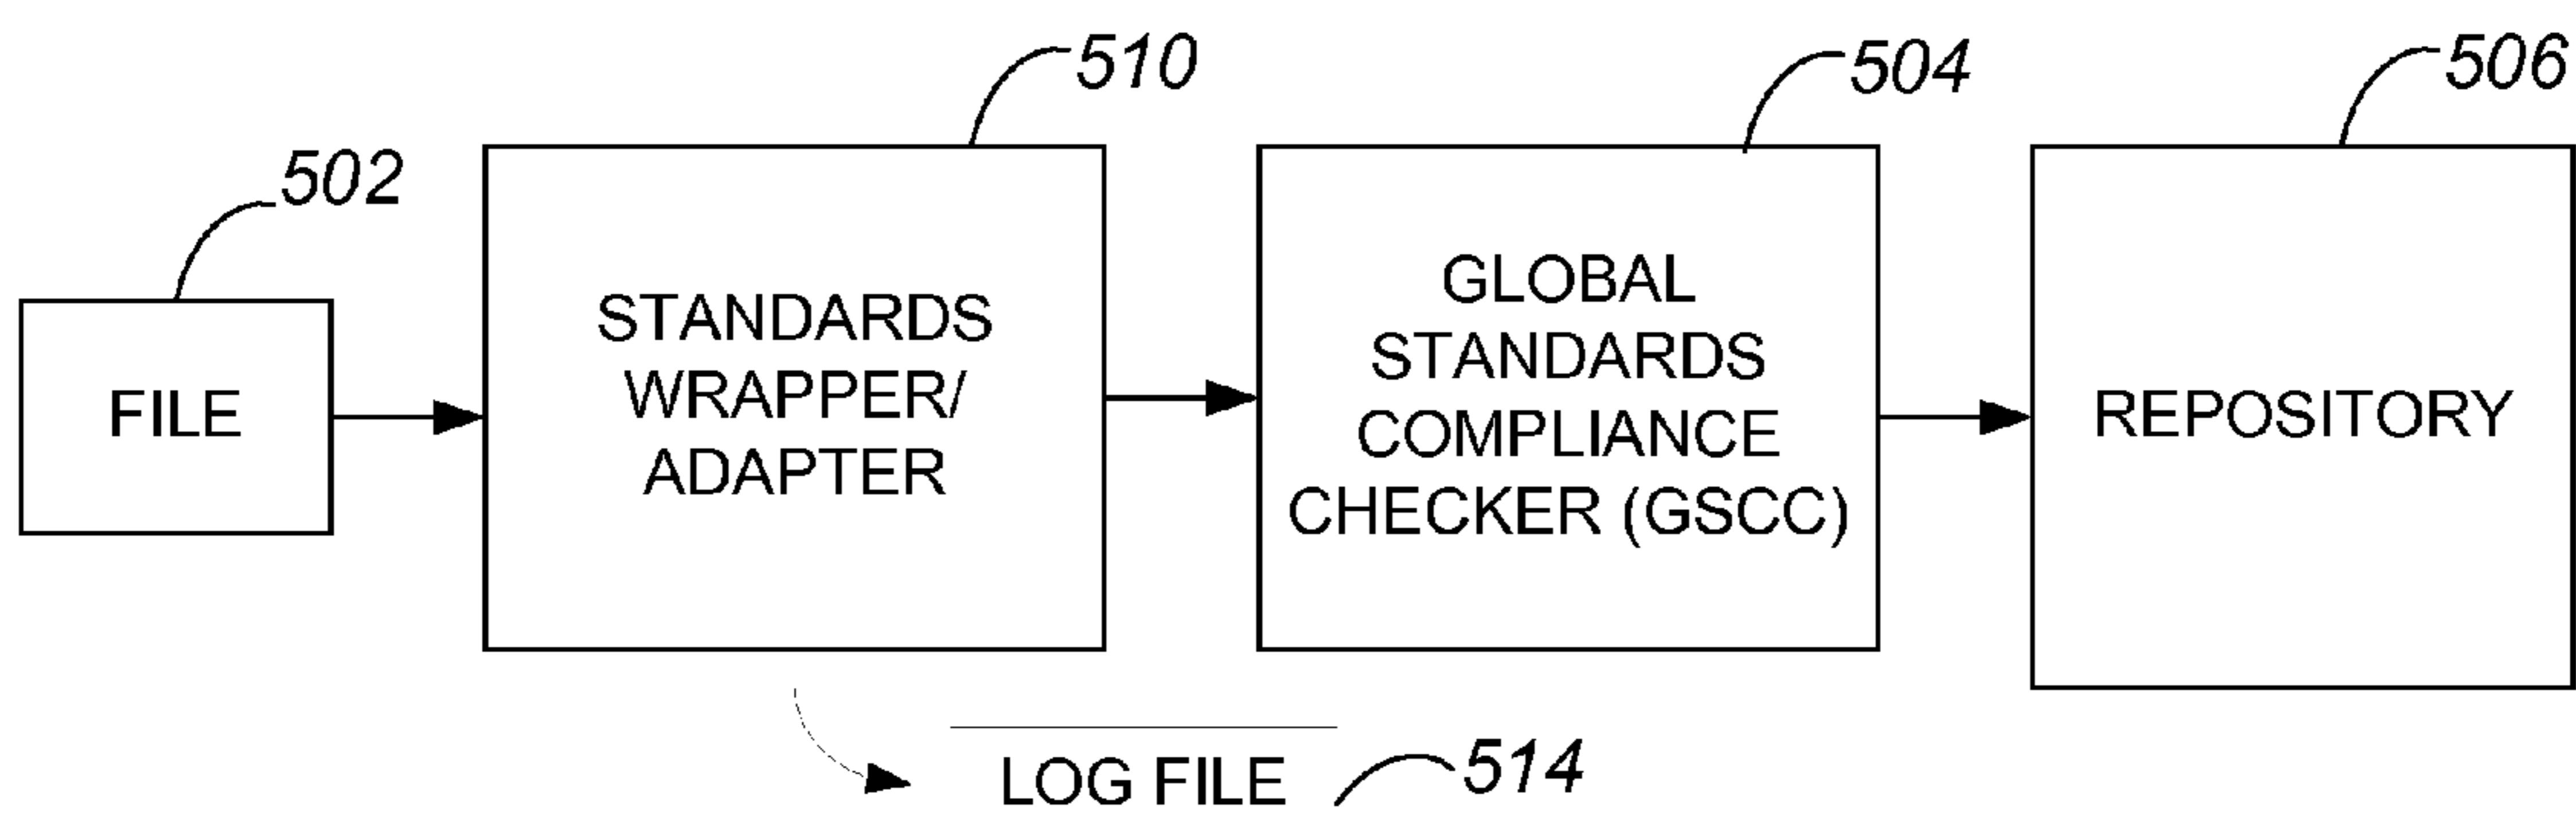 502
510
504
506
FILE
STANDARDS
WRAPPER/
ADAPTER
GLOBAL
STANDARDS
COMPLIANCE
CHECKER (GSCC)
REPOSITORY
LOG FILE
514